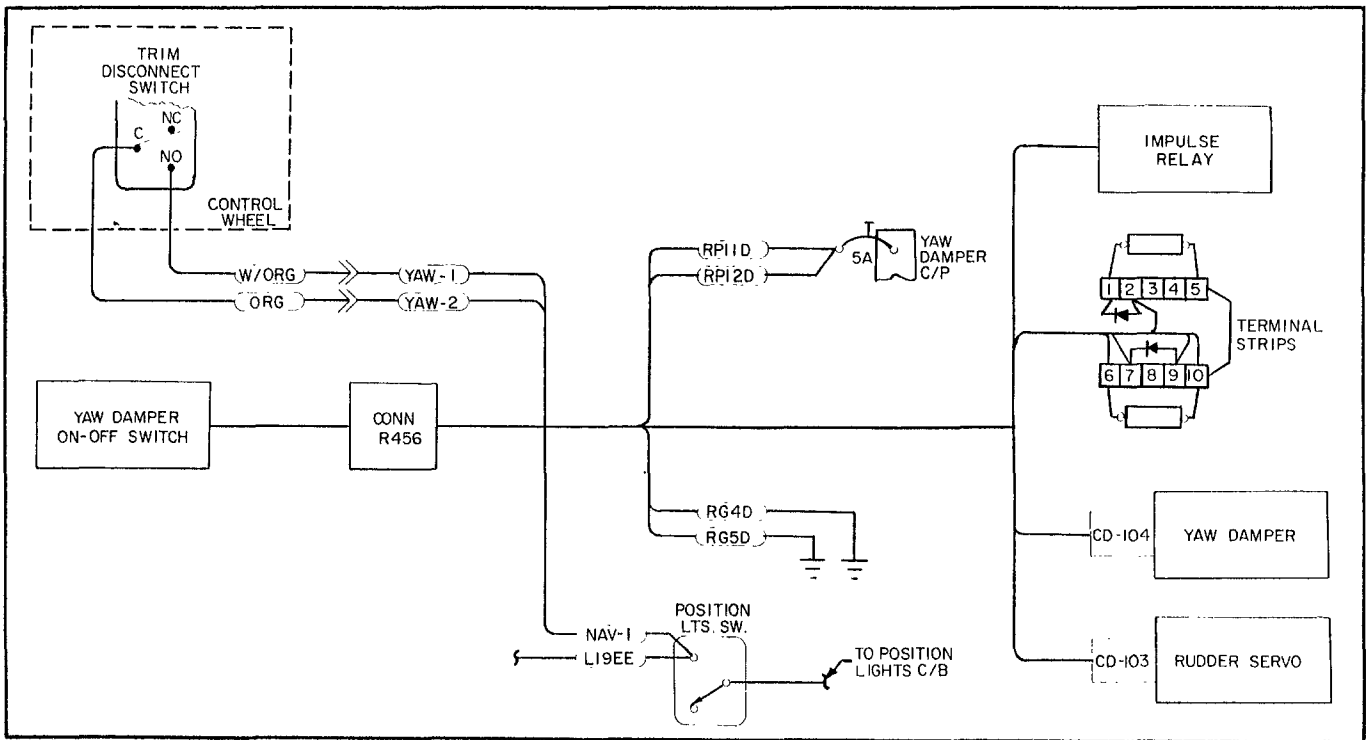 TRIM
DISCONNECT
SWITCH
NC
C
NO
CONTROL
WHEEL
W/ORG
YAW-1
ORG
YAW-2
YAW DAMPER
ON-OFF SWITCH
CONN
R456
RP11D
RP12D
5A
YAW
DAMPER
C/P
RG4D
RG5D
NAV-1
L19EE
POSITION
LTS. SW.
TO POSITION
LIGHTS C/B
IMPULSE
RELAY
1 2 3 4 5
TERMINAL
STRIPS
6 7 8 9 10
CD-104
YAW DAMPER
CD-103
RUDDER SERVO